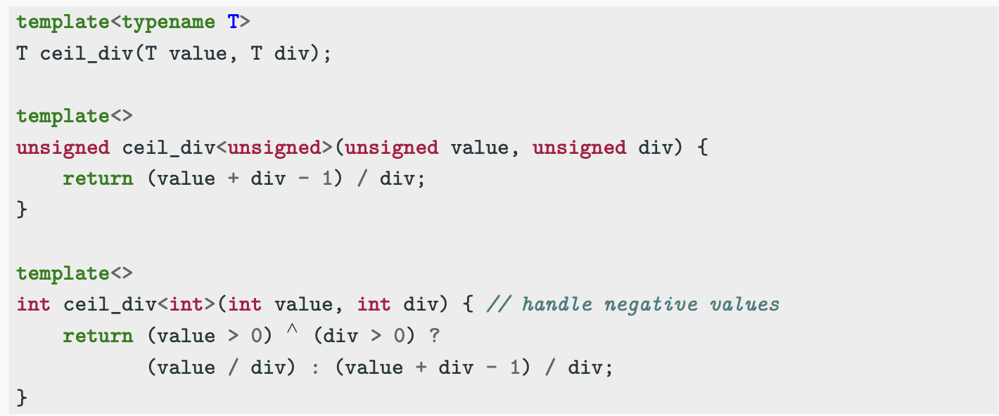 template<typename T>
T ceil_div(T value, T div);
template<>
unsigned ceil_div<unsigned>(unsigned value, unsigned div) {
    return (value + div - 1) / div;
}
template<>
int ceil_div<int>(int value, int div) { // handle negative values
    return (value > 0) ^ (div > 0) ?
           (value / div) : (value + div - 1) / div;
}